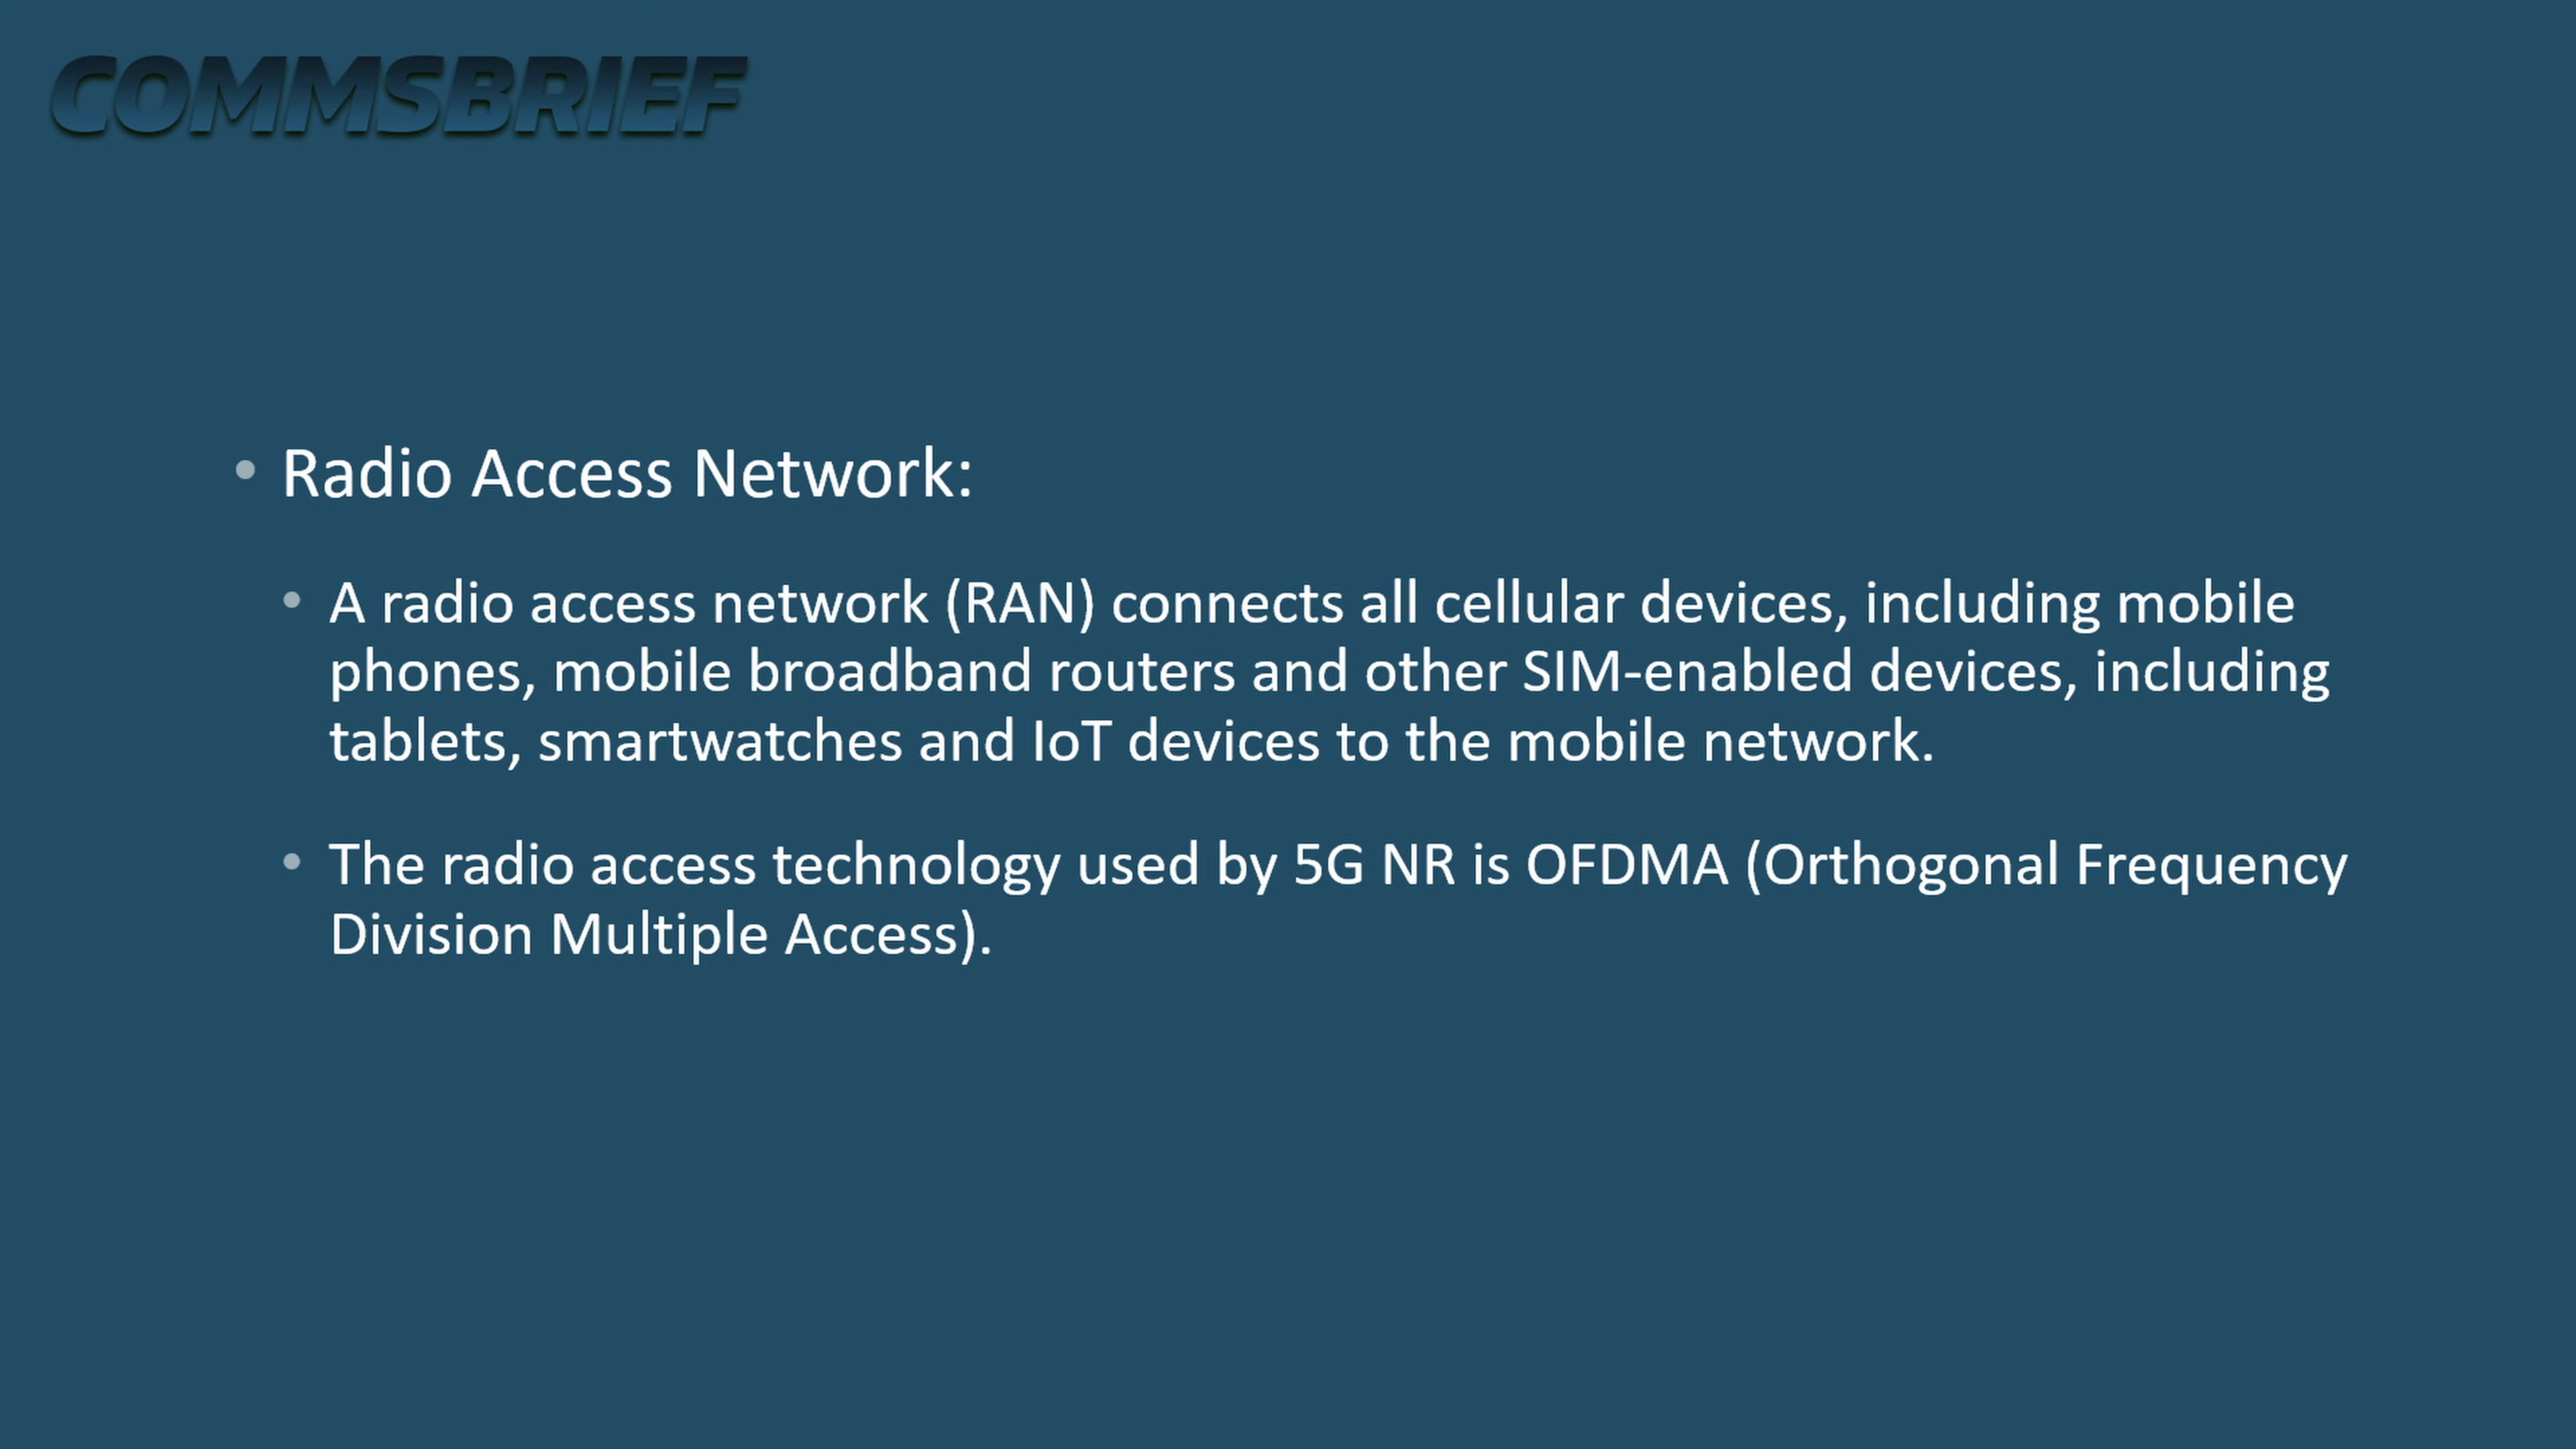 COMMSBRIEF
• Radio Access Network:
• A radio access network (RAN) connects all cellular devices, including mobile
phones, mobile broadband routers and other SIM-enabled devices, including
tablets, smartwatches and IoT devices to the mobile network.
• The radio access technology used by 5G NR is OFDMA (Orthogonal Frequency
Division Multiple Access).